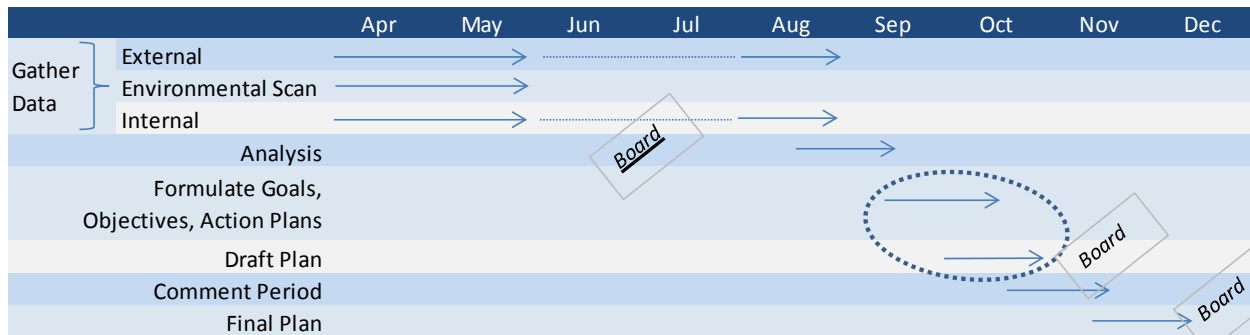 Apr May Jun Jul Aug Sep Oct Nov Dec
Gather
Data
External
Environmental Scan
Internal
Board
Analysis
Formulate Goals,
Objectives, Action Plans
Draft Plan
Board
Comment Period
Final Plan
Board